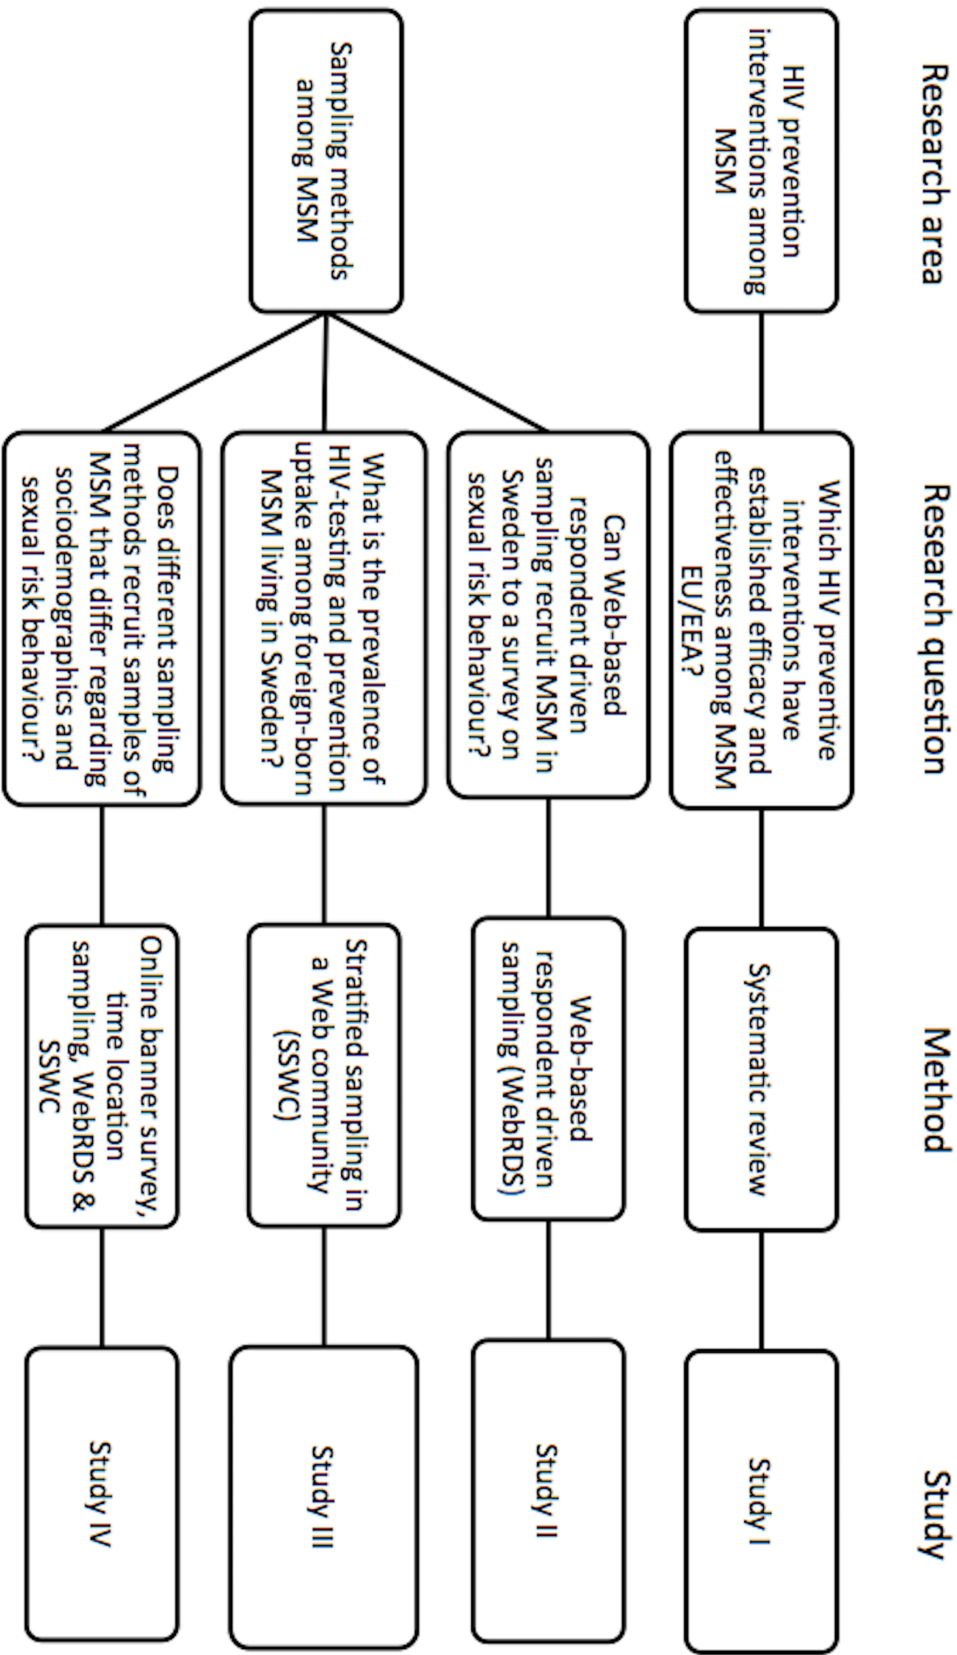 Research area
Research question
Method
Study
HIV prevention
interventions among
MSM
Which HIV preventive
interventions have
established efficacy and
effectiveness among MSM
EU/EEA?
Systematic review
Study I
Sampling methods
among MSM
Can Web-based
respondent driven
sampling recruit MSM in
Sweden to a survey on
sexual risk behaviour?
Web-based
respondent driven
sampling (WebRDS)
Study II
What is the prevalence of
HIV-testing and prevention
uptake among foreign-born
MSM living in Sweden?
Stratified sampling in
a Web community
(SSWC)
Study III
Does different sampling
methods recruit samples of
MSM that differ regarding
sociodemographics and
sexual risk behaviour?
Online banner survey,
time location
sampling, WebRDS &
SSWC
Study IV